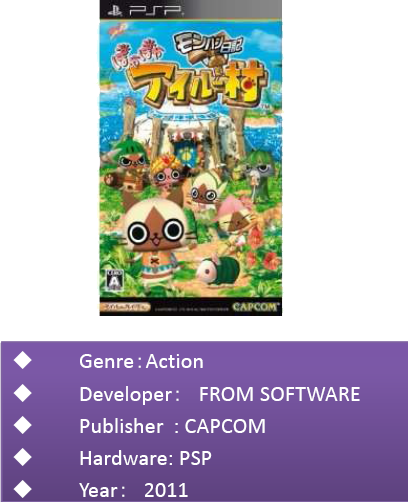 PSP
モンハン日記
ぽかぽか
アイルー村
CERO
A
CAPCOM
◆ Genre：Action
◆ Developer： FROM SOFTWARE
◆ Publisher : CAPCOM
◆ Hardware: PSP
◆ Year： 2011